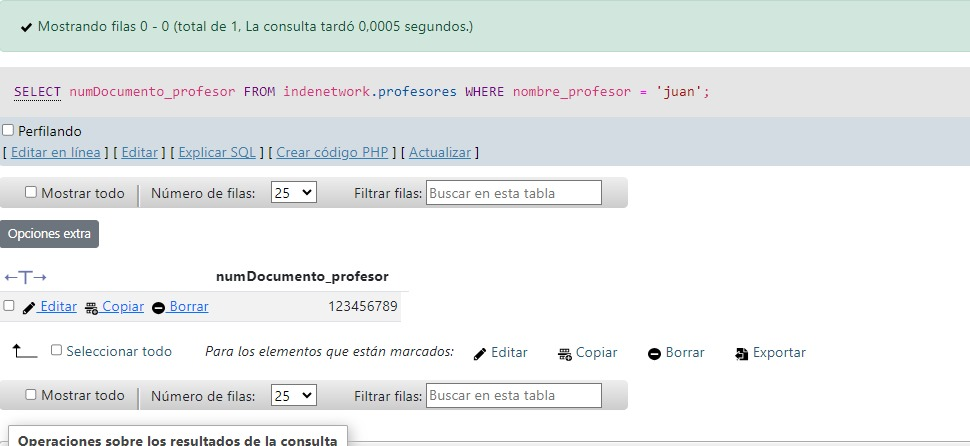 Mostrando filas 0 - 0 (total de 1, La consulta tardó 0,0005 segundos.)
SELECT numDocumento_profesor FROM indenetwork.profesores WHERE nombre_profesor = 'juan';
Perfilando
[ Editar en línea ] [ Editar ] [ Explicar SQL ] [ Crear código PHP ] [ Actualizar ]
Mostrar todo Número de filas: 25 Filtrar filas: Buscar en esta tabla
Opciones extra
←T→ numDocumento_profesor
Editar Copiar Borrar 123456789
Seleccionar todo Para los elementos que están marcados: Editar Copiar Borrar Exportar
Mostrar todo Número de filas: 25 Filtrar filas: Buscar en esta tabla
Operaciones sobre los resultados de la consulta